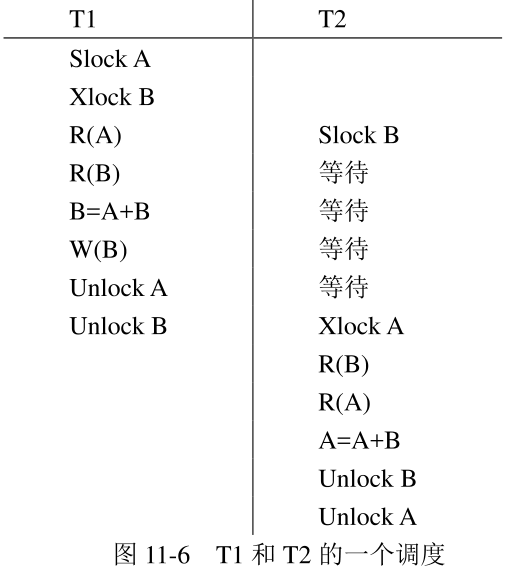 T1 T2
Slock A
Xlock B
R(A) Slock B
R(B) 等待
B=A+B 等待
W(B) 等待
Unlock A 等待
Unlock B Xlock A
R(B)
R(A)
A=A+B
Unlock B
Unlock A
图 11-6 T1 和 T2 的一个调度